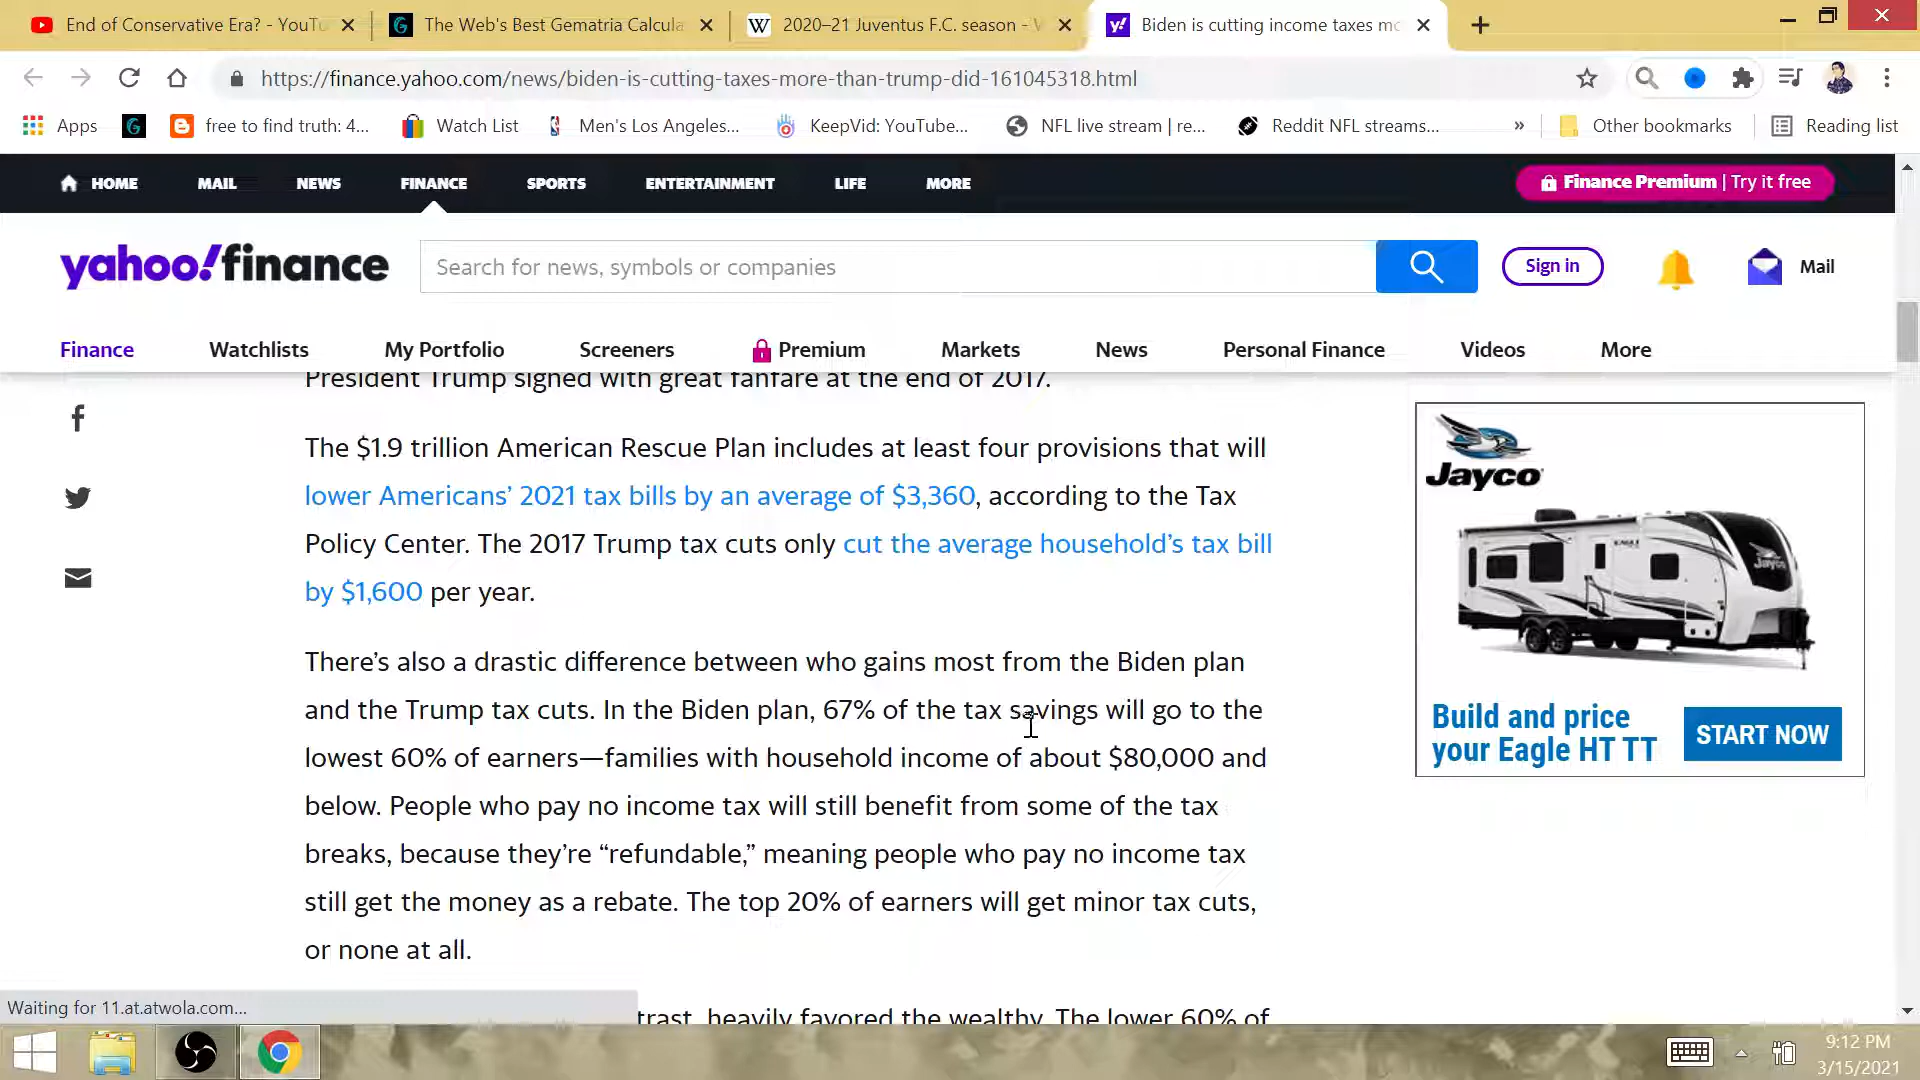 End of Conservative Era? - YouTu
The Web's Best Gematria Calcula
2020–21 Juventus F.C. season - W
Biden is cutting income taxes mo
https://finance.yahoo.com/news/biden-is-cutting-taxes-more-than-trump-did-161045318.html
Apps
free to find truth: 4...
Watch List
Men's Los Angeles...
KeepVid: YouTube...
NFL live stream | re...
Reddit NFL streams...
»
Other bookmarks
Reading list
HOME
MAIL
NEWS
FINANCE
SPORTS
ENTERTAINMENT
LIFE
MORE
Finance Premium | Try it free
yahoo!finance
Search for news, symbols or companies
Sign in
Mail
Finance
Watchlists
My Portfolio
Screeners
Premium
Markets
News
Personal Finance
Videos
More
President Trump signed with great fanfare at the end of 2017.
The $1.9 trillion American Rescue Plan includes at least four provisions that will
lower Americans’ 2021 tax bills by an average of $3,360, according to the Tax
Policy Center. The 2017 Trump tax cuts only cut the average household’s tax bill
by $1,600 per year.
There’s also a drastic difference between who gains most from the Biden plan
and the Trump tax cuts. In the Biden plan, 67% of the tax savings will go to the
lowest 60% of earners—families with household income of about $80,000 and
below. People who pay no income tax will still benefit from some of the tax
breaks, because they’re “refundable,” meaning people who pay no income tax
still get the money as a rebate. The top 20% of earners will get minor tax cuts,
or none at all.
trast, heavily favored the wealthy. The lower 60% of
Jayco
Jayco
Build and price
your Eagle HT TT
START NOW
Waiting for 11.at.atwola.com...
9:12 PM
3/15/2021